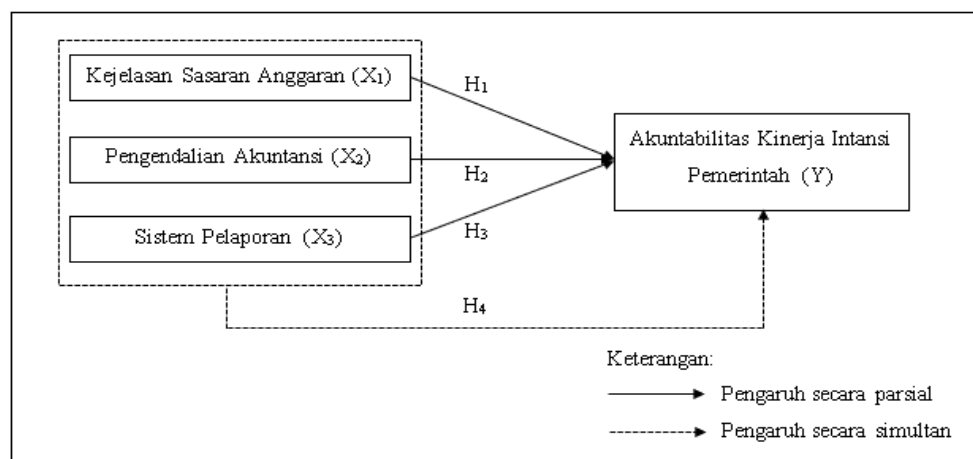 Kejelasan Sasaran Anggaran (X₁)
H₁
Pengendalian Akuntansi (X₂)
H₂
Sistem Pelaporan (X₃)
H₃
Akuntabilitas Kinerja Intansi
Pemerintah (Y)
H₄
Keterangan:
Pengaruh secara parsial
Pengaruh secara simultan